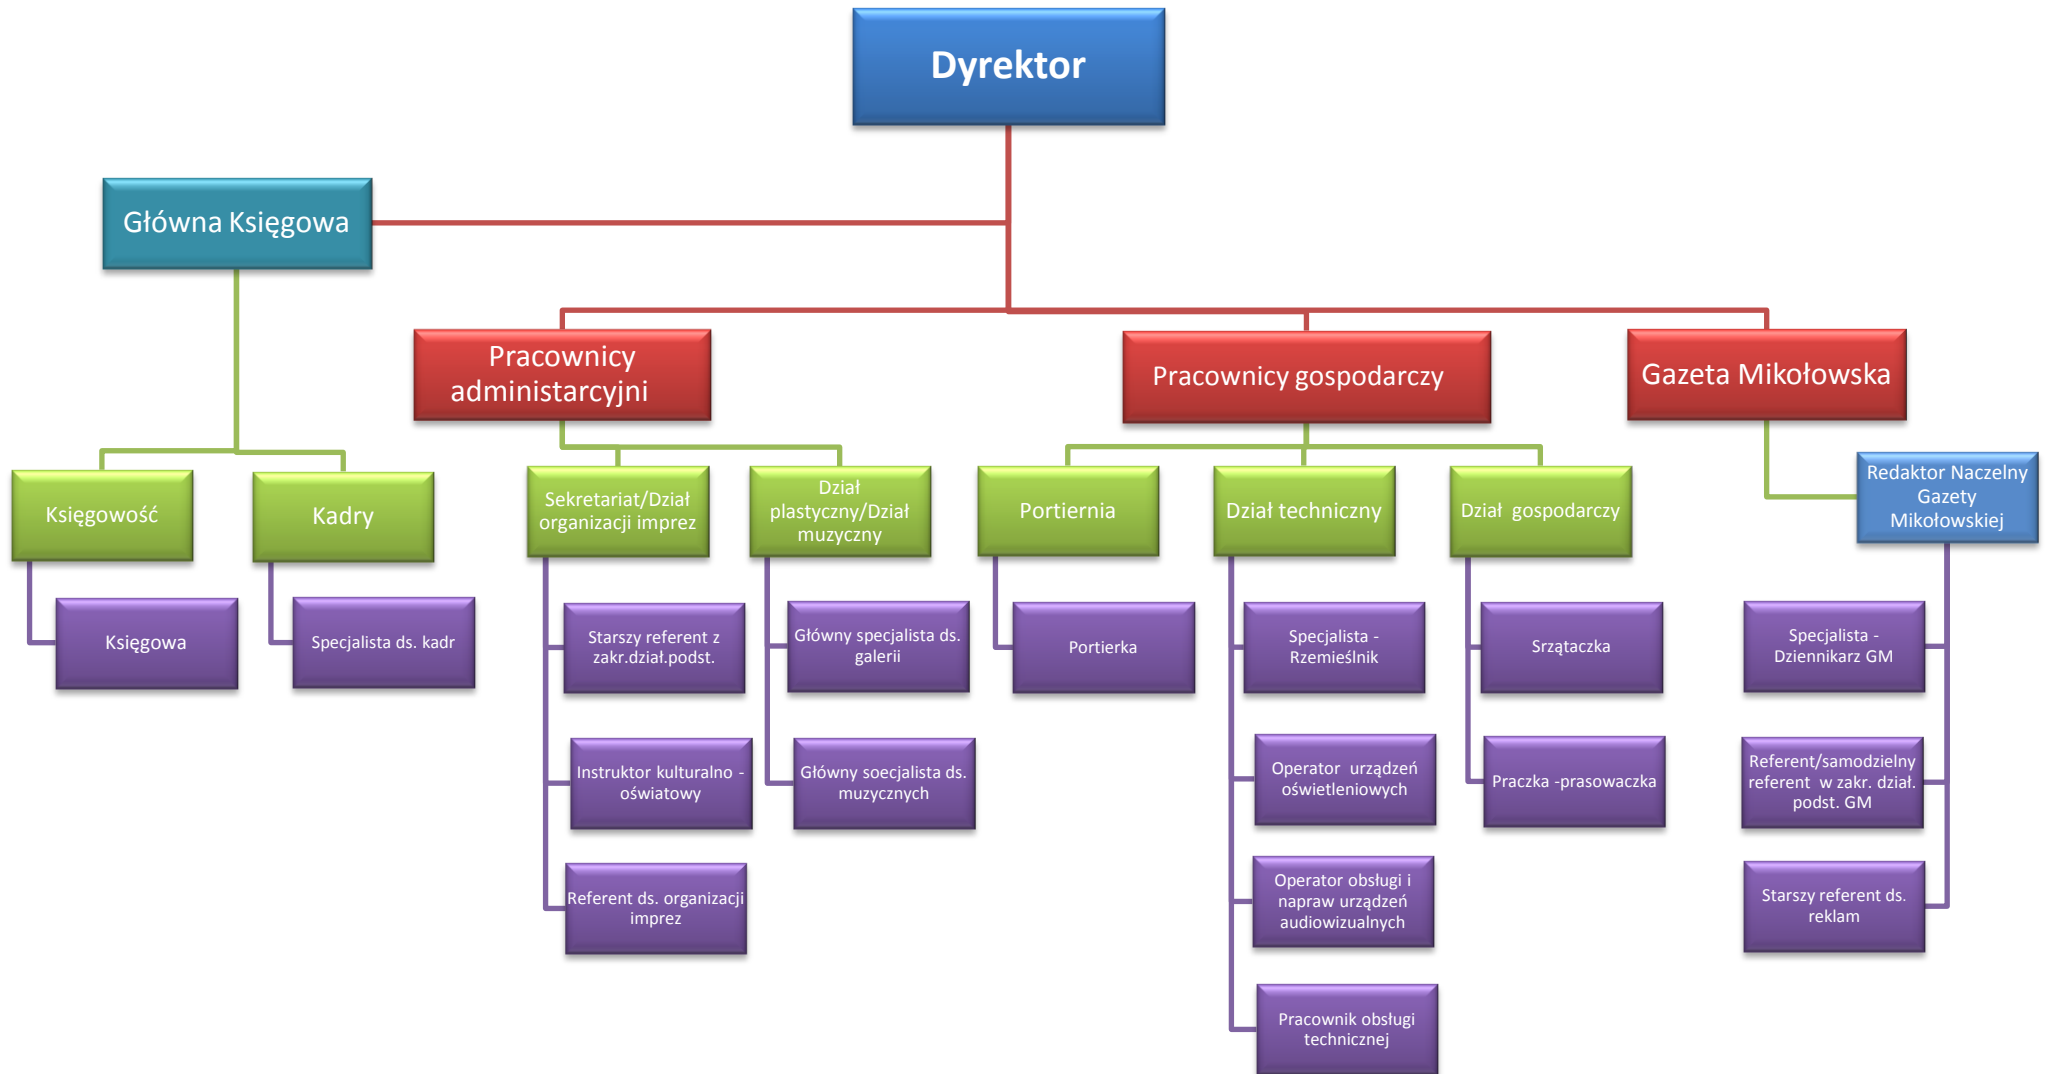 Dyrektor
Główna Księgowa
Pracownicy
administarcyjni
Pracownicy gospodarczy
Gazeta Mikołowska
Księgowość
Kadry
Sekretariat/Dział
organizacji imprez
Dział
plastyczny/Dział
muzyczny
Portiernia
Dział techniczny
Dział  gospodarczy
Redaktor Naczelny
Gazety
Mikołowskiej
Księgowa
Specjalista ds. kadr
Starszy referent z
zakr.dział.podst.
Główny specjalista ds.
galerii
Portierka
Specjalista -
Rzemieślnik
Srzątaczka
Specjalista -
Dziennikarz GM
Instruktor kulturalno -
oświatowy
Główny soecjalista ds.
muzycznych
Operator  urządzeń
oświetleniowych
Praczka -prasowaczka
Referent/samodzielny
referent  w zakr. dział.
podst. GM
Referent ds. organizacji
imprez
Operator obsługi i
napraw urządzeń
audiowizualnych
Starszy referent ds.
reklam
Pracownik obsługi
technicznej